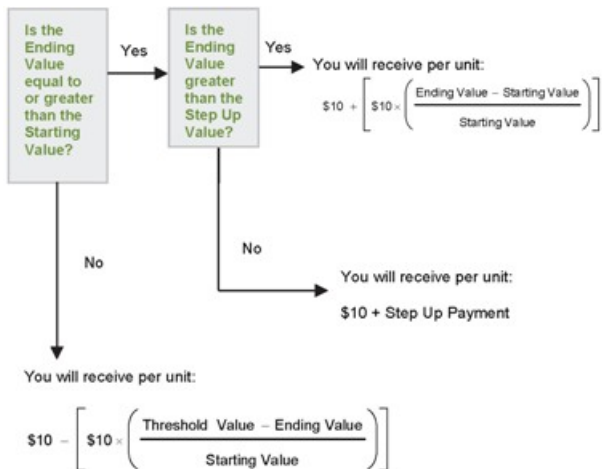 Is the
Ending
Value
equal to
or greater
than the
Starting
Value?
Yes
Is the
Ending
Value
greater
than the
Step Up
Value?
Yes
You will receive per unit:
$10 + [ $10 × ( Ending Value – Starting Value
Starting Value ) ]
No
You will receive per unit:
$10 + Step Up Payment
No
You will receive per unit:
$10 – [ $10 × ( Threshold Value – Ending Value
Starting Value ) ]